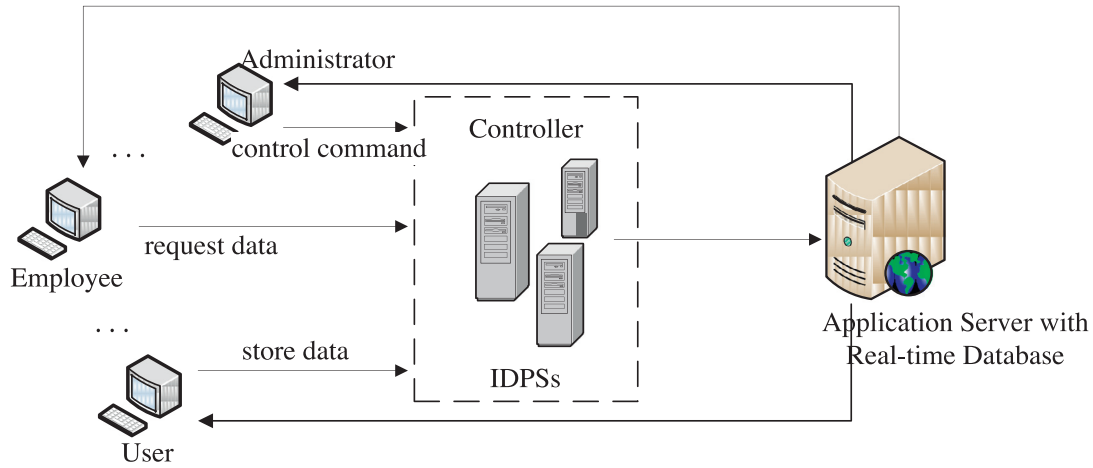 Administrator
Controller
control command
. . .
request data
Employee
. . .
Application Server with
Real-time Database
store data
IDPSs
User